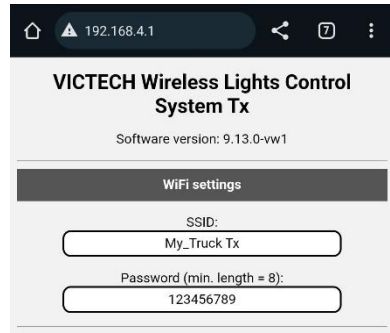 192.168.4.1
7
VICTECH Wireless Lights Control
System Tx
Software version: 9.13.0-vw1
WiFi settings
SSID:
My_Truck Tx
Password (min. length = 8):
123456789